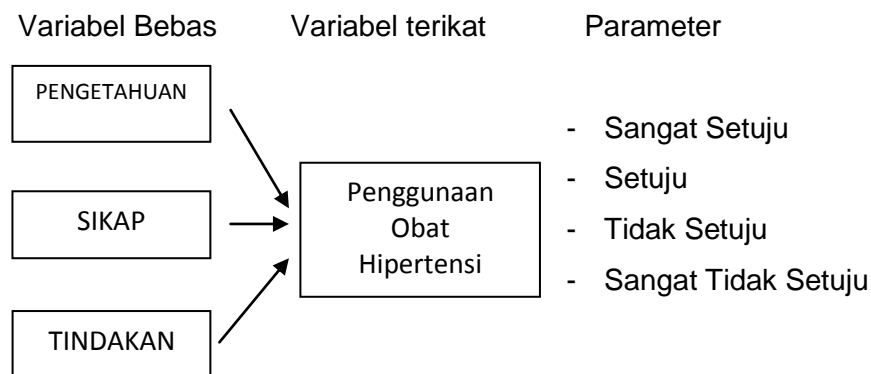 Variabel Bebas
Variabel terikat
Parameter
PENGETAHUAN
SIKAP
TINDAKAN
Penggunaan
Obat
Hipertensi
- Sangat Setuju
- Setuju
- Tidak Setuju
- Sangat Tidak Setuju